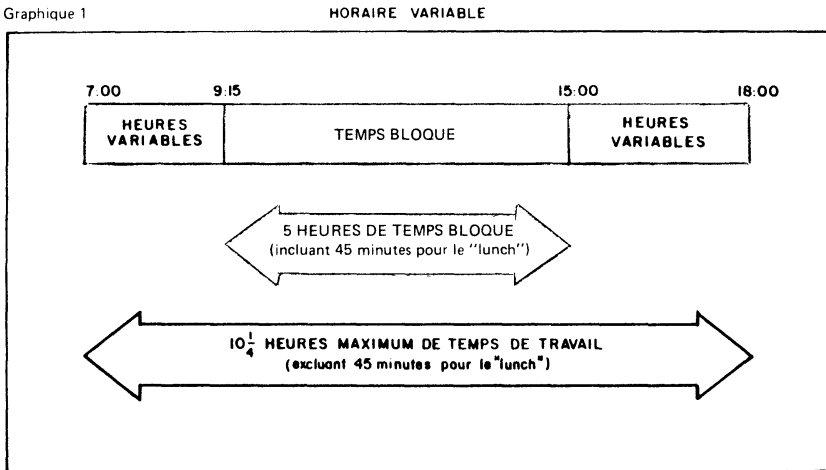 Graphique 1
HORAIRE VARIABLE
7:00
9:15
15:00
18:00
HEURES
VARIABLES
TEMPS BLOQUE
HEURES
VARIABLES
5 HEURES DE TEMPS BLOQUE
(incluant 45 minutes pour le "lunch")
10 1/4 HEURES MAXIMUM DE TEMPS DE TRAVAIL
(excluant 45 minutes pour le "lunch")